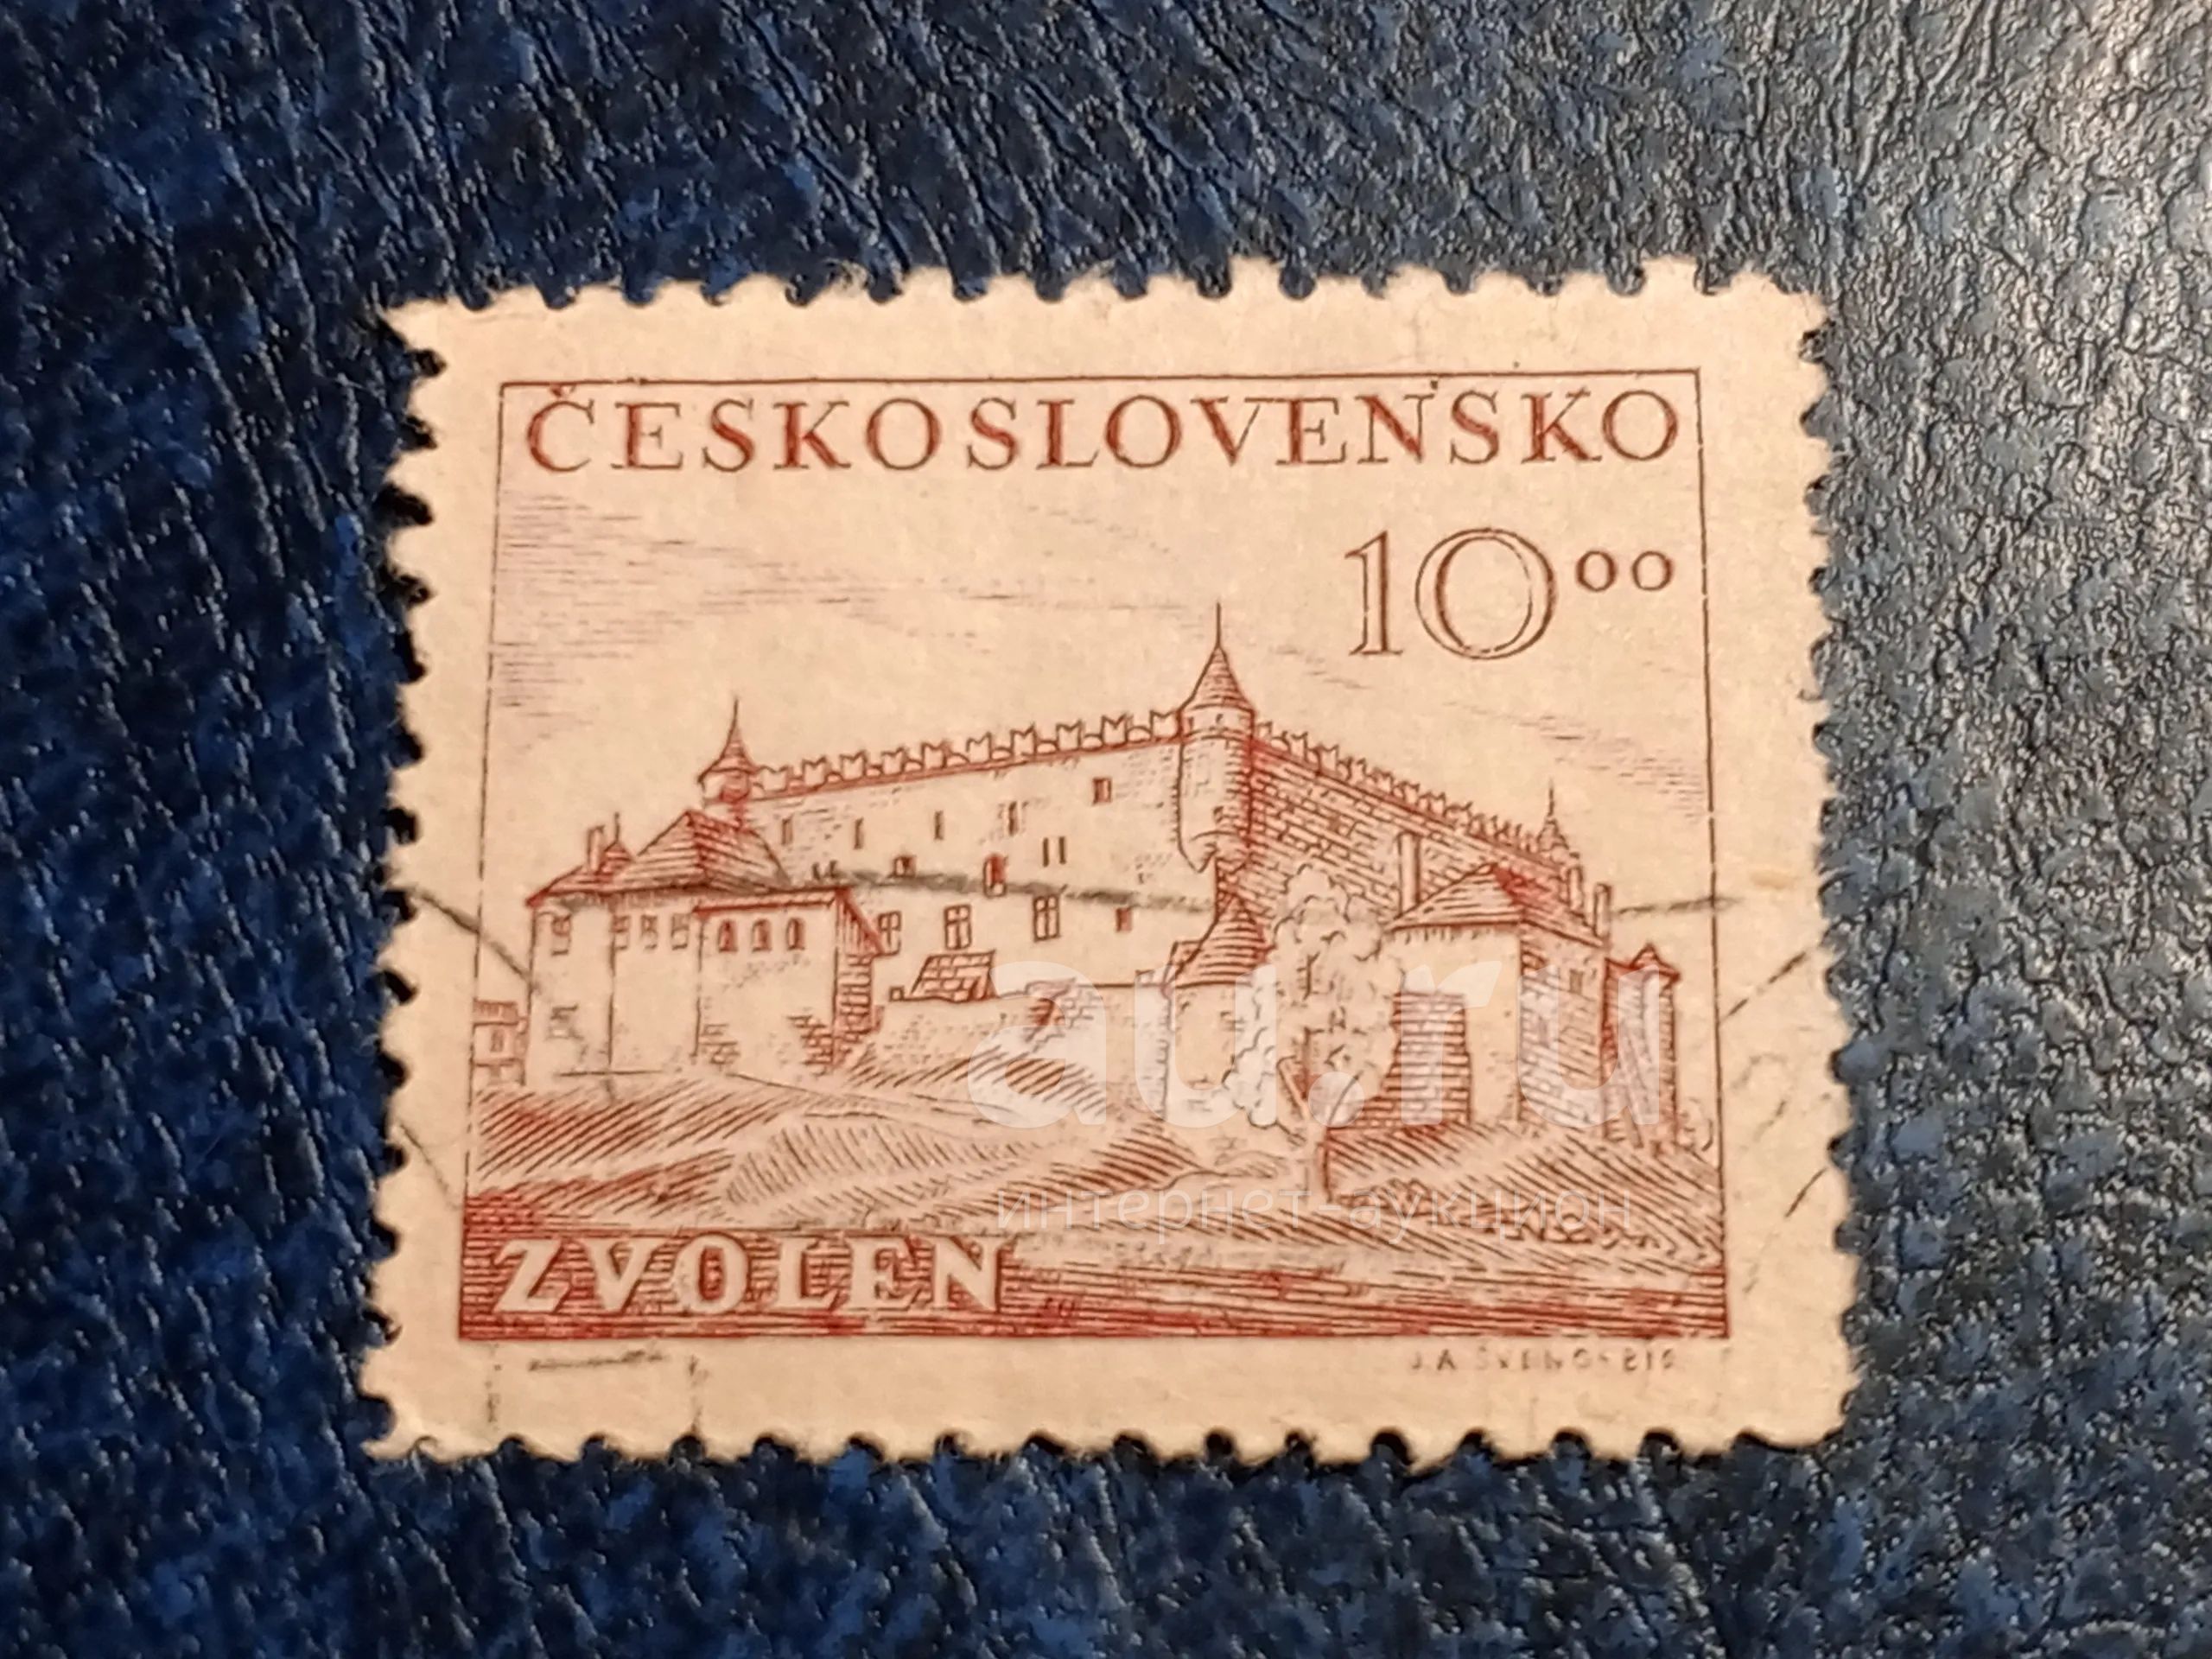 ČESKOSLOVENSKO
10⁰⁰
au.ru
интернет-аукцион
ZVOLEN